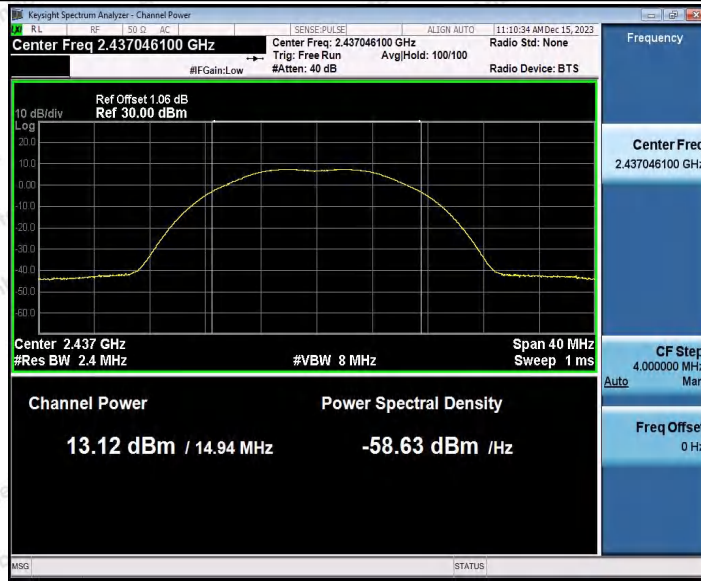 Keysight Spectrum Analyzer - Channel Power
RL RF 50 Ω AC SENSE:PULSE ALIGN AUTO 11:10:34 AM Dec 15, 2023
Center Freq 2.437046100 GHz
Center Freq: 2.437046100 GHz Radio Std: None
Trig: Free Run Avg|Hold: 100/100
#IFGain:Low #Atten: 40 dB Radio Device: BTS
Ref Offset 1.06 dB
10 dB/div Ref 30.00 dBm
Log
20.0
10.0
0.00
-10.0
-20.0
-30.0
-40.0
-50.0
-60.0
Center 2.437 GHz Span 40 MHz
#Res BW 2.4 MHz #VBW 8 MHz Sweep 1 ms
Channel Power Power Spectral Density
13.12 dBm / 14.94 MHz -58.63 dBm /Hz
MSG STATUS
Frequency
Center Freq
2.437046100 GHz
CF Step
4.000000 MHz
Auto Man
Freq Offset
0 Hz